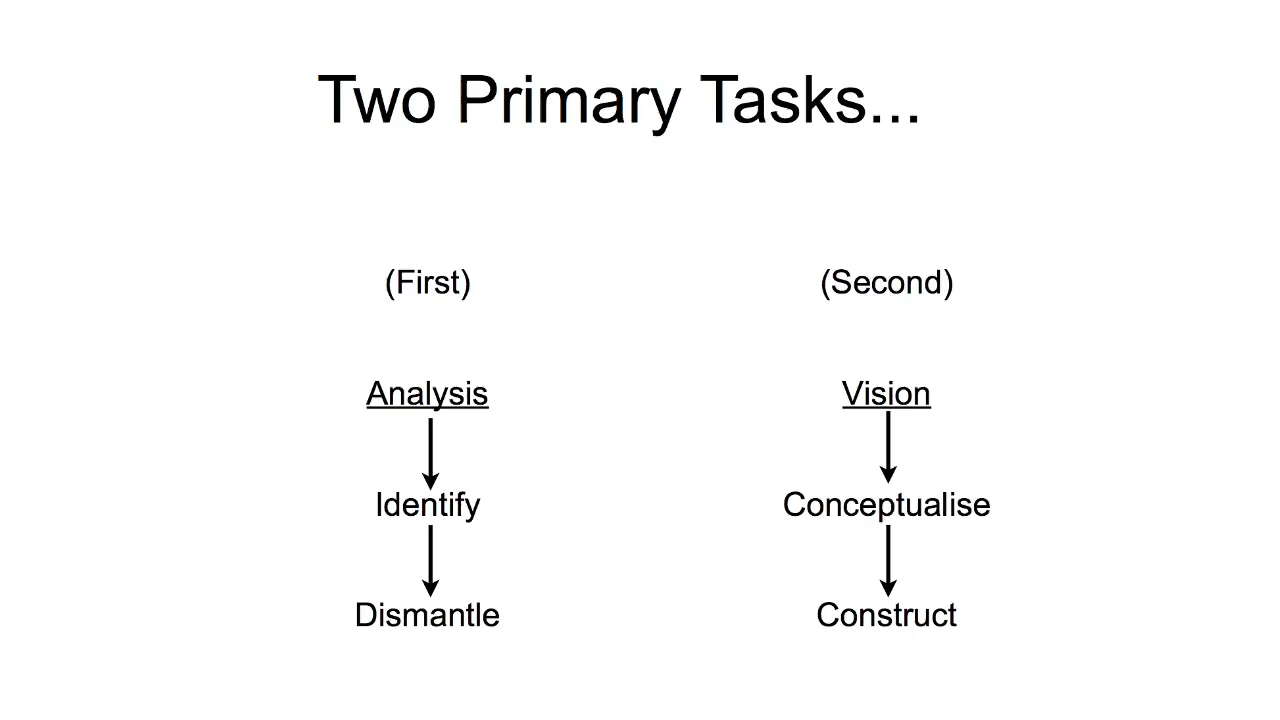 Two Primary Tasks...
(First)
(Second)
Analysis
Vision
Identify
Conceptualise
Dismantle
Construct